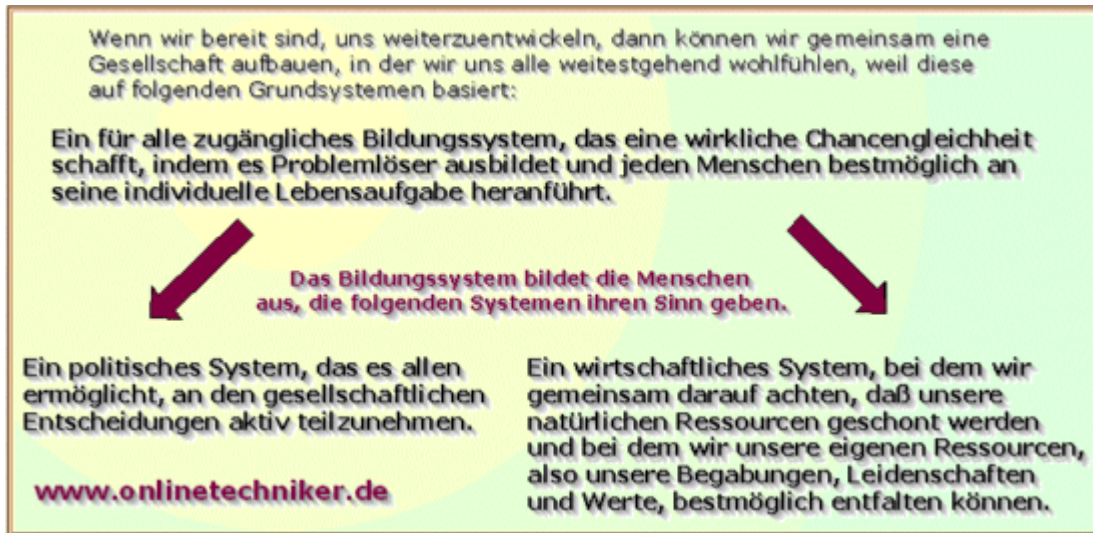 Wenn wir bereit sind, uns weiterzuentwickeln, dann können wir gemeinsam eine
Gesellschaft aufbauen, in der wir uns alle weitestgehend wohlfühlen, weil diese
auf folgenden Grundsystemen basiert:
Ein für alle zugängliches Bildungssystem, das eine wirkliche Chancengleichheit
schafft, indem es Problemlöser ausbildet und jeden Menschen bestmöglich an
seine individuelle Lebensaufgabe heranführt.
Das Bildungssystem bildet die Menschen
aus, die folgenden Systemen ihren Sinn geben.
Ein politisches System, das es allen
ermöglicht, an den gesellschaftlichen
Entscheidungen aktiv teilzunehmen.
www.onlinetechniker.de
Ein wirtschaftliches System, bei dem wir
gemeinsam darauf achten, daß unsere
natürlichen Ressourcen geschont werden
und bei dem wir unsere eigenen Ressourcen,
also unsere Begabungen, Leidenschaften
und Werte, bestmöglich entfalten können.